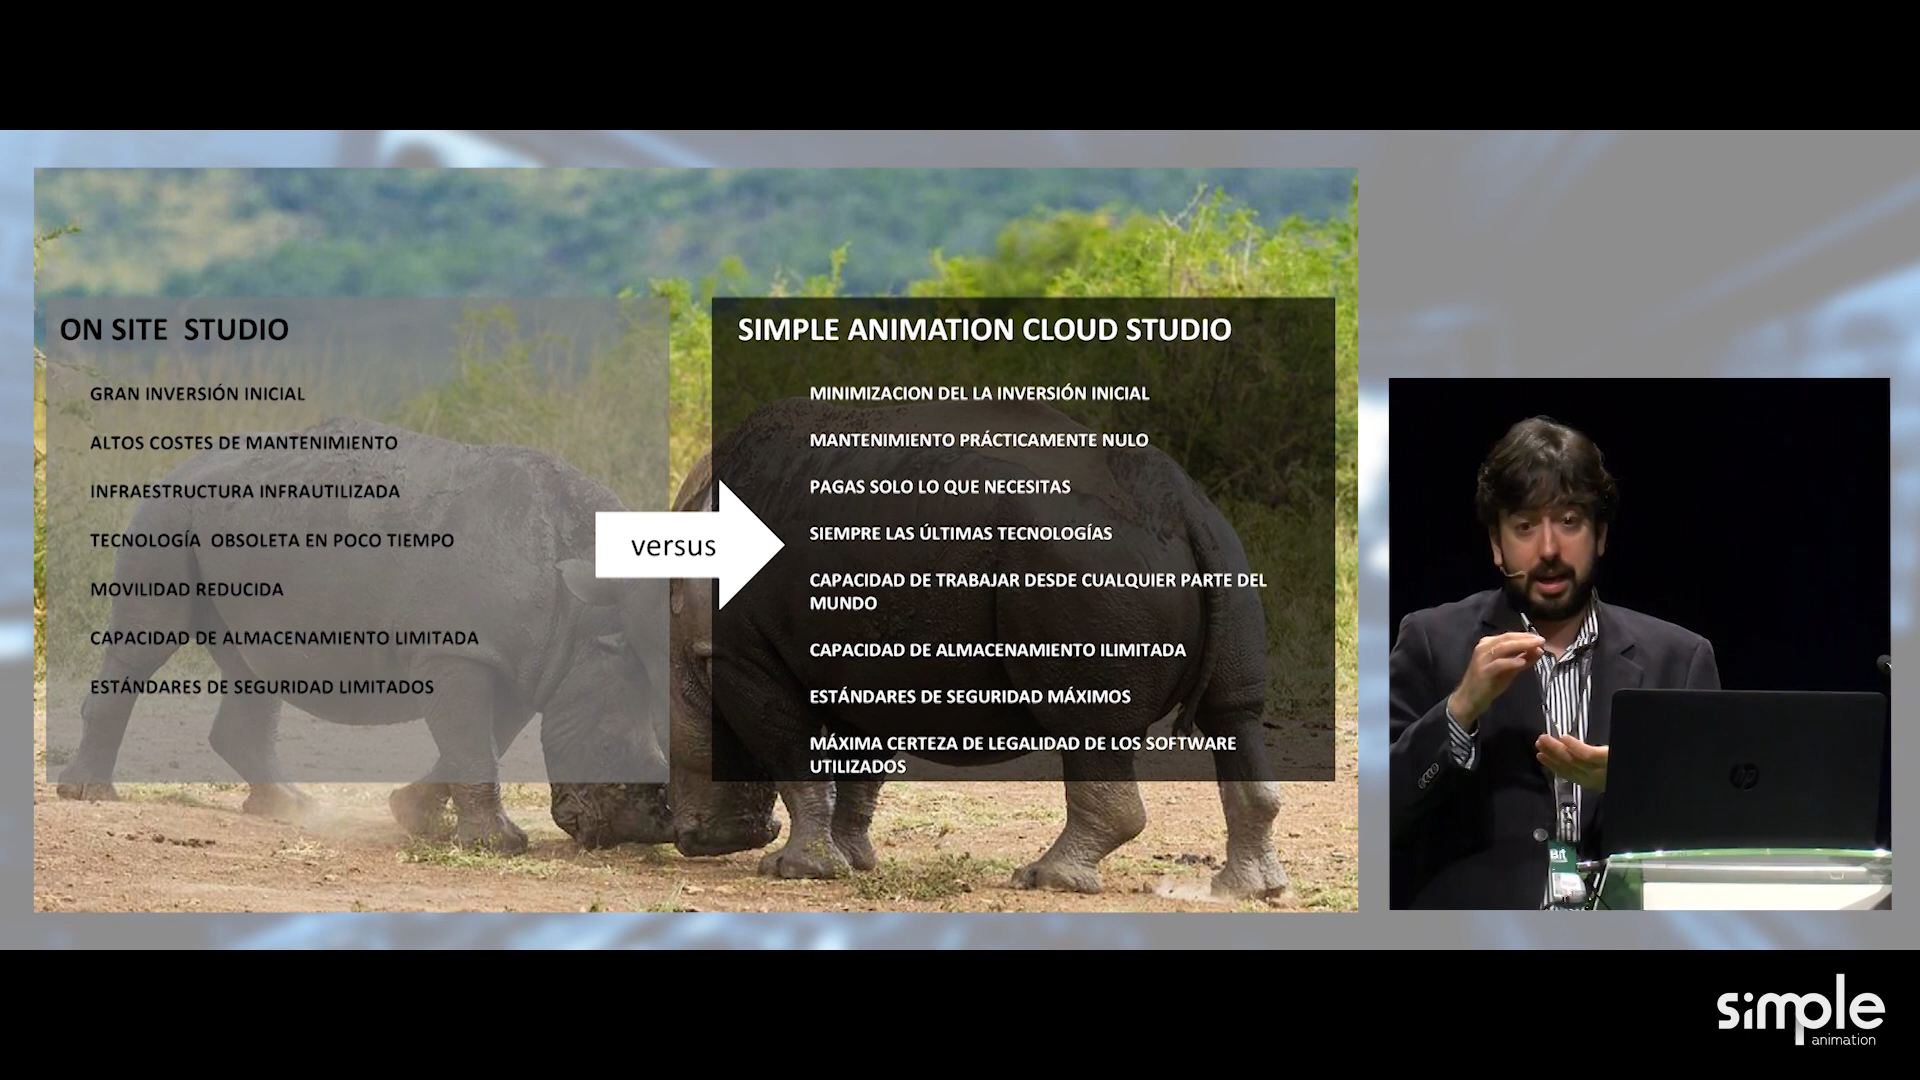 ON SITE STUDIO
GRAN INVERSIÓN INICIAL
ALTOS COSTES DE MANTENIMIENTO
INFRAESTRUCTURA INFRAUTILIZADA
TECNOLOGÍA OBSOLETA EN POCO TIEMPO
MOVILIDAD REDUCIDA
CAPACIDAD DE ALMACENAMIENTO LIMITADA
ESTÁNDARES DE SEGURIDAD LIMITADOS
versus
SIMPLE ANIMATION CLOUD STUDIO
MINIMIZACION DEL LA INVERSIÓN INICIAL
MANTENIMIENTO PRÁCTICAMENTE NULO
PAGAS SOLO LO QUE NECESITAS
SIEMPRE LAS ÚLTIMAS TECNOLOGÍAS
CAPACIDAD DE TRABAJAR DESDE CUALQUIER PARTE DEL
MUNDO
CAPACIDAD DE ALMACENAMIENTO ILIMITADA
ESTÁNDARES DE SEGURIDAD MÁXIMOS
MÁXIMA CERTEZA DE LEGALIDAD DE LOS SOFTWARE
UTILIZADOS
hp
simple
animation